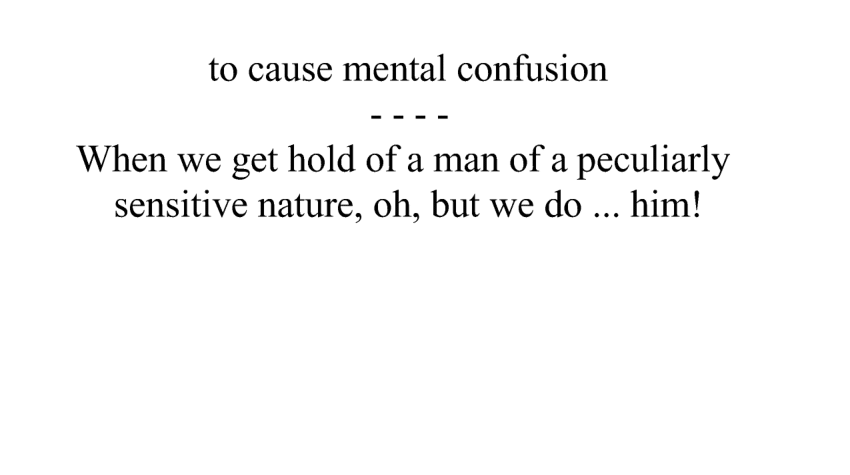 to cause mental confusion
- - - -
When we get hold of a man of a peculiarly
sensitive nature, oh, but we do ... him!